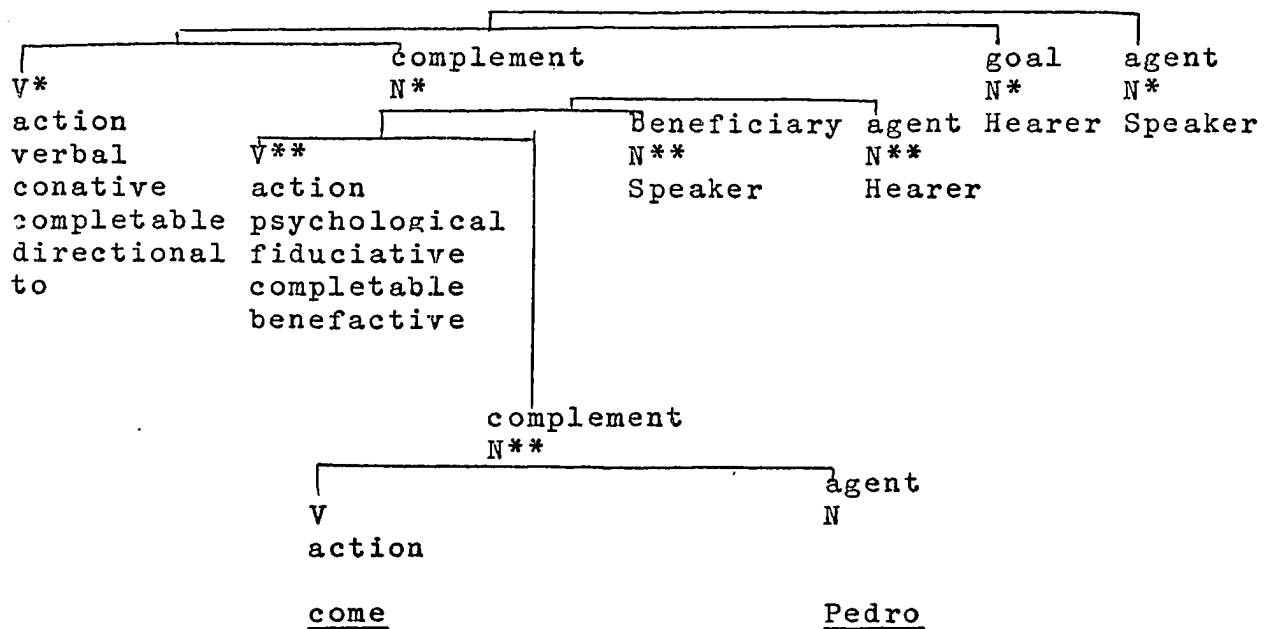 complement goal agent
V* N* N* N*
action Beneficiary agent Hearer Speaker
verbal V** N** N**
conative action Speaker Hearer
completable psychological
directional fiduciative
to completable
benefactive
complement
N**
agent
V N
action
come Pedro